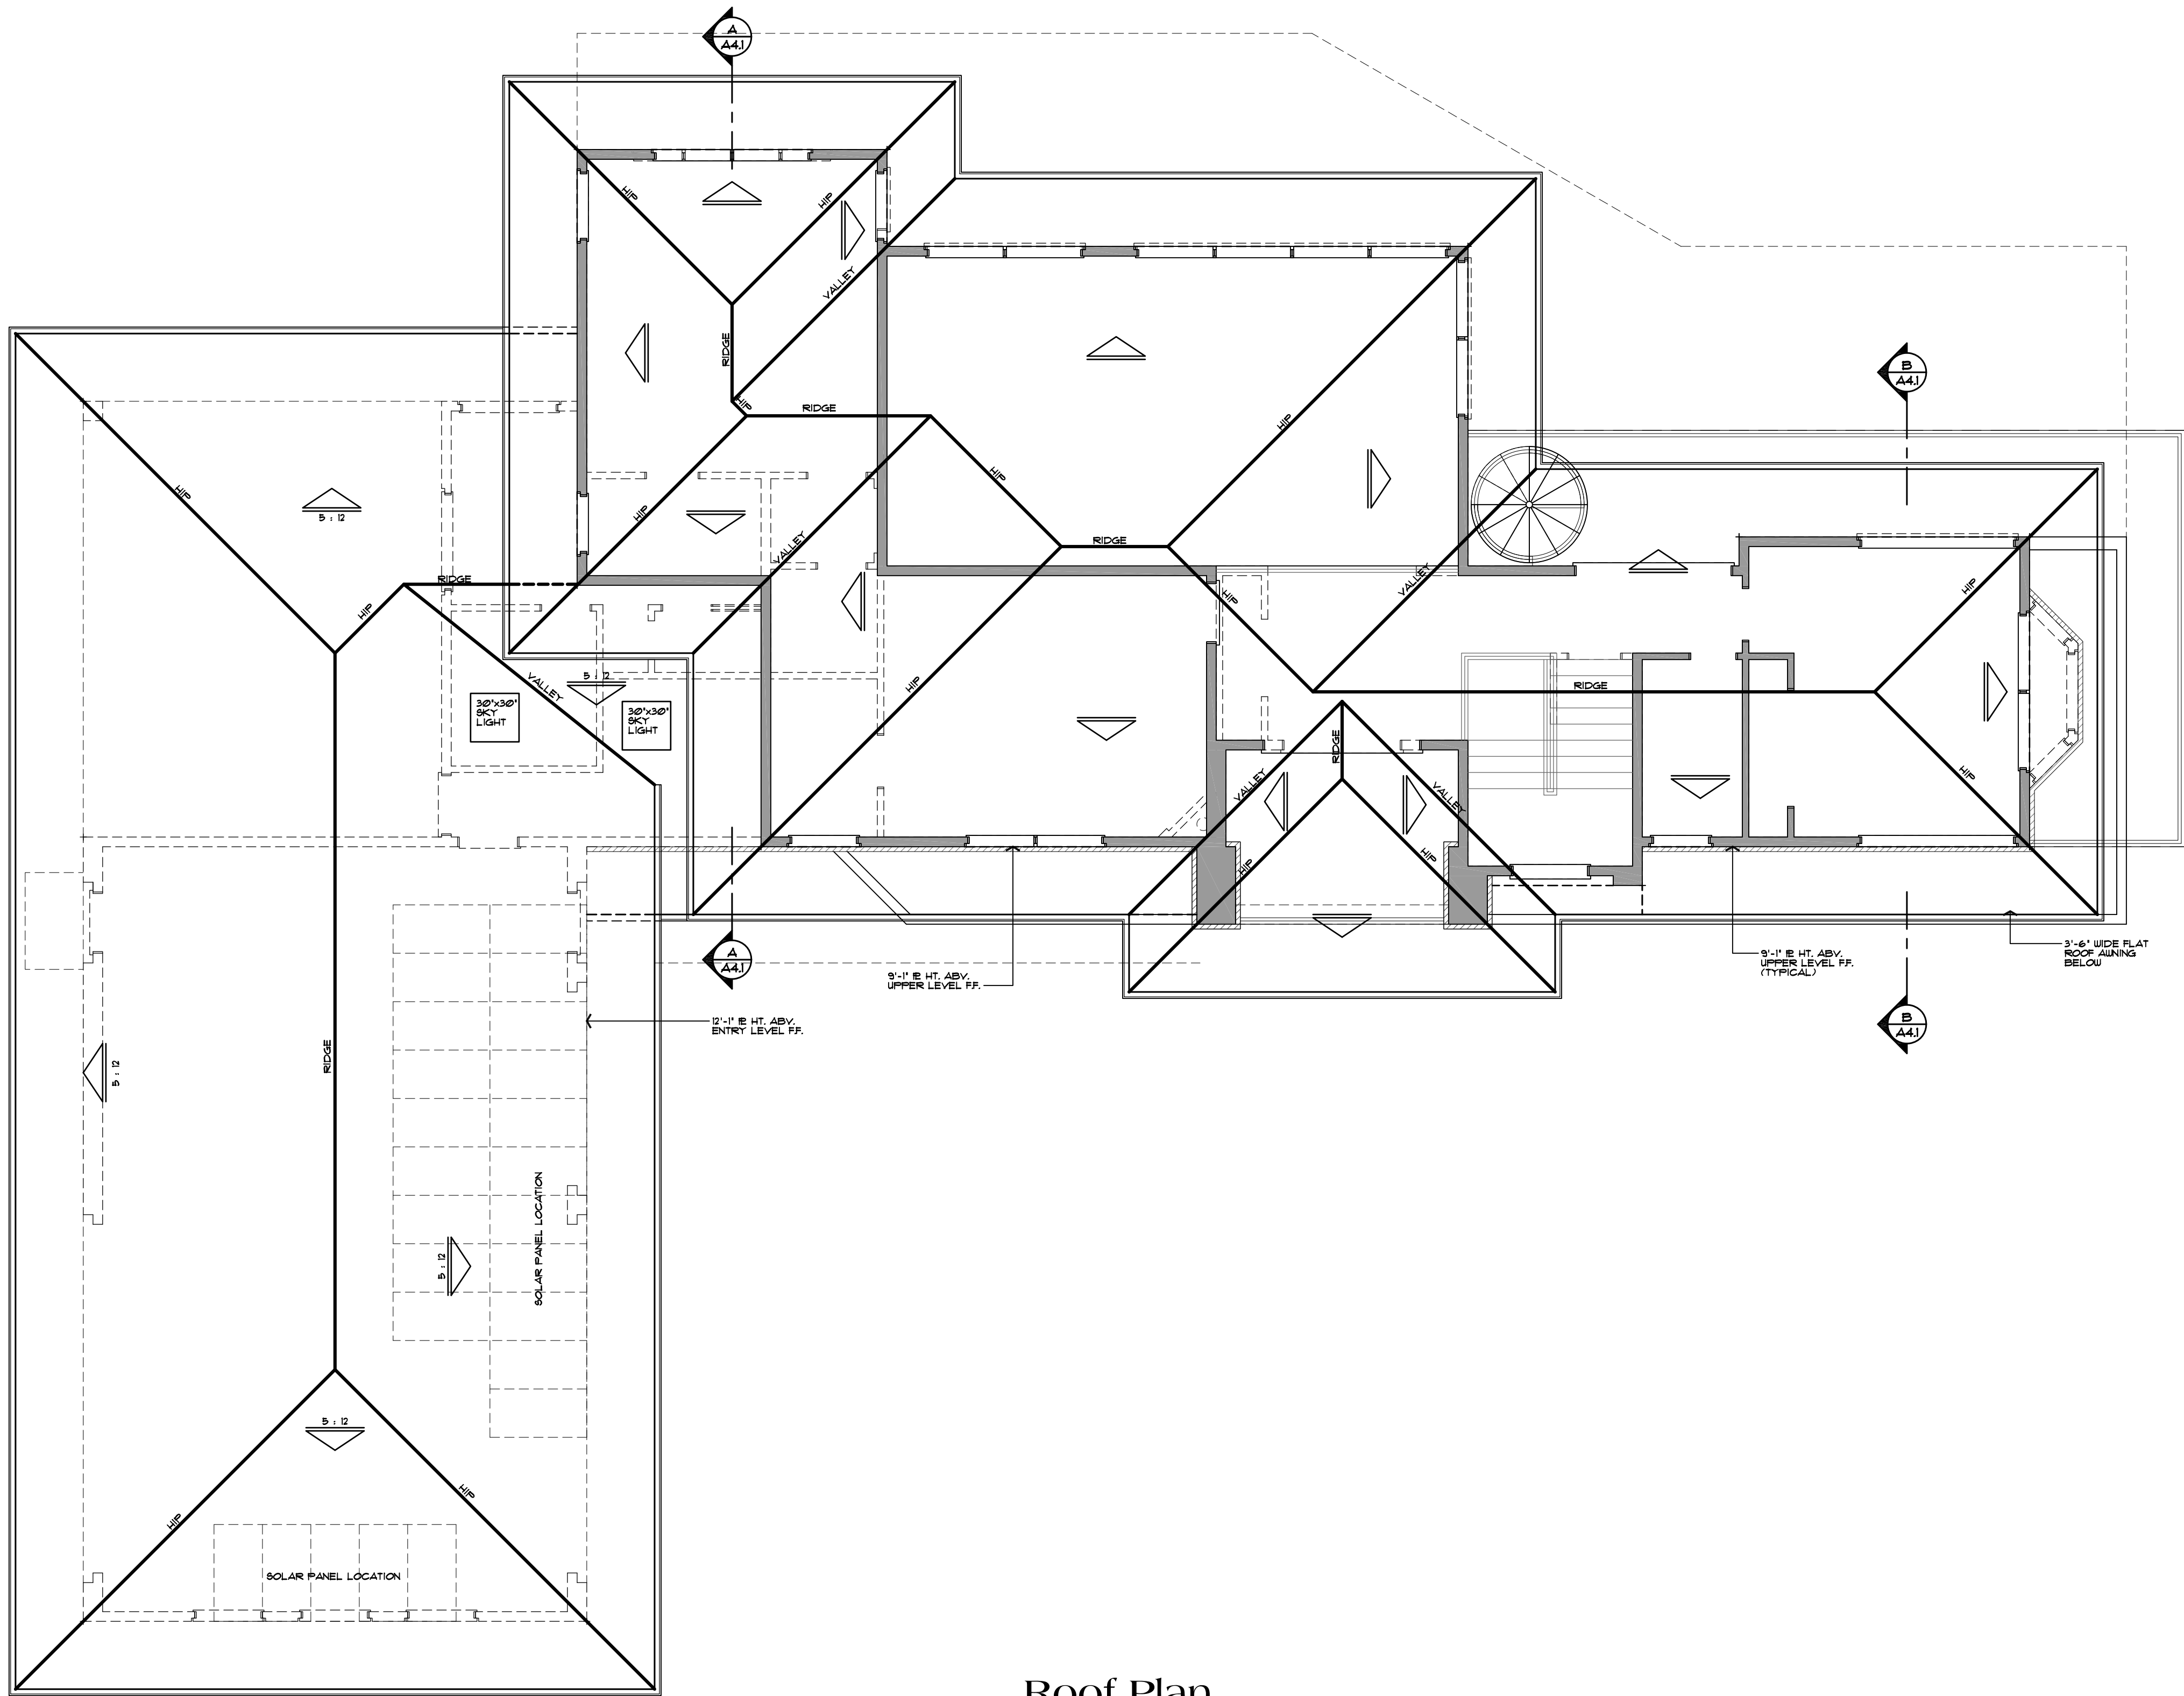 A
A4.1
HIP
HIP
VALLEY
RIDGE
HIP
RIDGE
HIP
B
A4.1
HIP
5 : 12
HIP
HIP
VALLEY
RIDGE
RIDGE
HIP
HIP
VALLEY
HIP
HIP
VALLEY
5 : 12
30"x30"
SKY
LIGHT
30"x30"
SKY
LIGHT
HIP
RIDGE
RIDGE
VALLEY
VALLEY
HIP
HIP
HIP
A
A4.1
9'-1" PL HT. ABV.
UPPER LEVEL F.F.
9'-1" PL HT. ABV.
UPPER LEVEL F.F.
(TYPICAL)
3'-6" WIDE FLAT
ROOF AWNING
BELOW
12'-1" PL HT. ABV.
ENTRY LEVEL F.F.
B
A4.1
RIDGE
5 : 12
5 : 12
SOLAR PANEL LOCATION
5 : 12
HIP
HIP
SOLAR PANEL LOCATION
Roof Plan